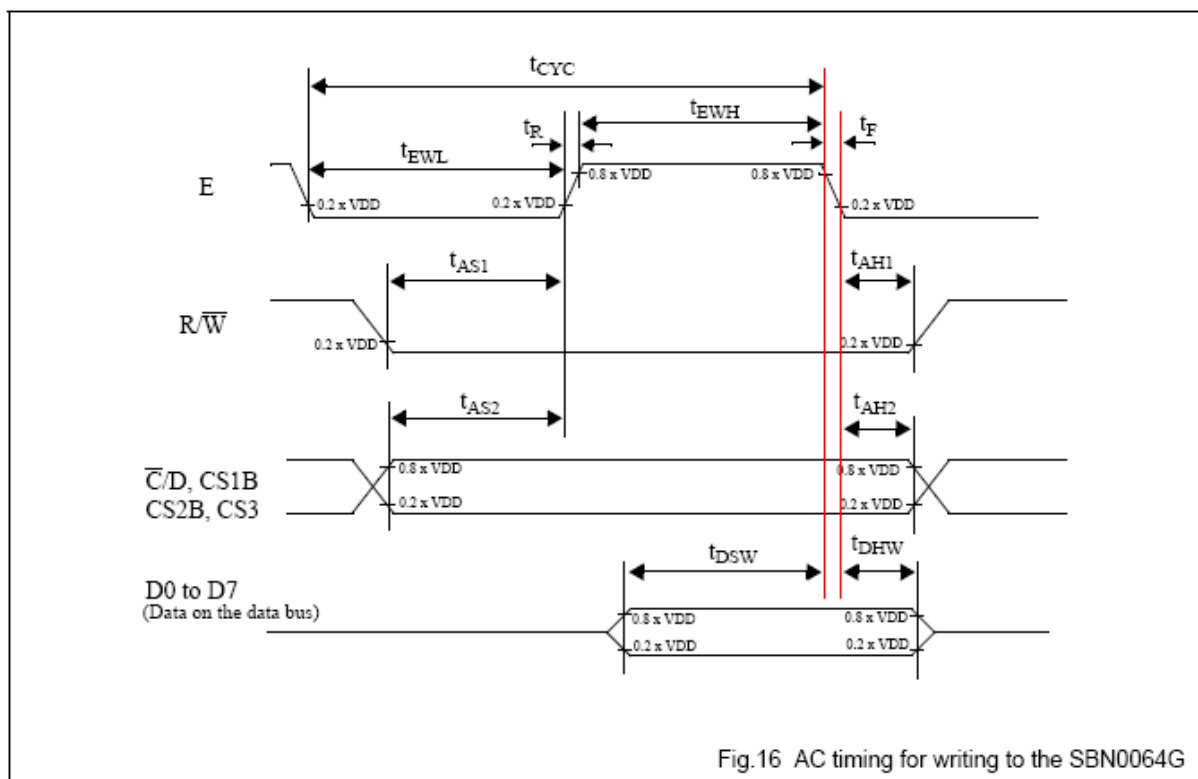 tCYC
tEWH
tR
tF
tEWL
E
0.8 x VDD
0.8 x VDD
0.2 x VDD
0.2 x VDD
0.2 x VDD
tAS1
tAH1
R/W̅
0.2 x VDD
0.2 x VDD
tAS2
tAH2
C̅/D, CS1B
CS2B, CS3
0.8 x VDD
0.8 x VDD
0.2 x VDD
0.2 x VDD
tDSW
tDHW
D0 to D7
(Data on the data bus)
0.8 x VDD
0.8 x VDD
0.2 x VDD
0.2 x VDD
Fig.16 AC timing for writing to the SBN0064G